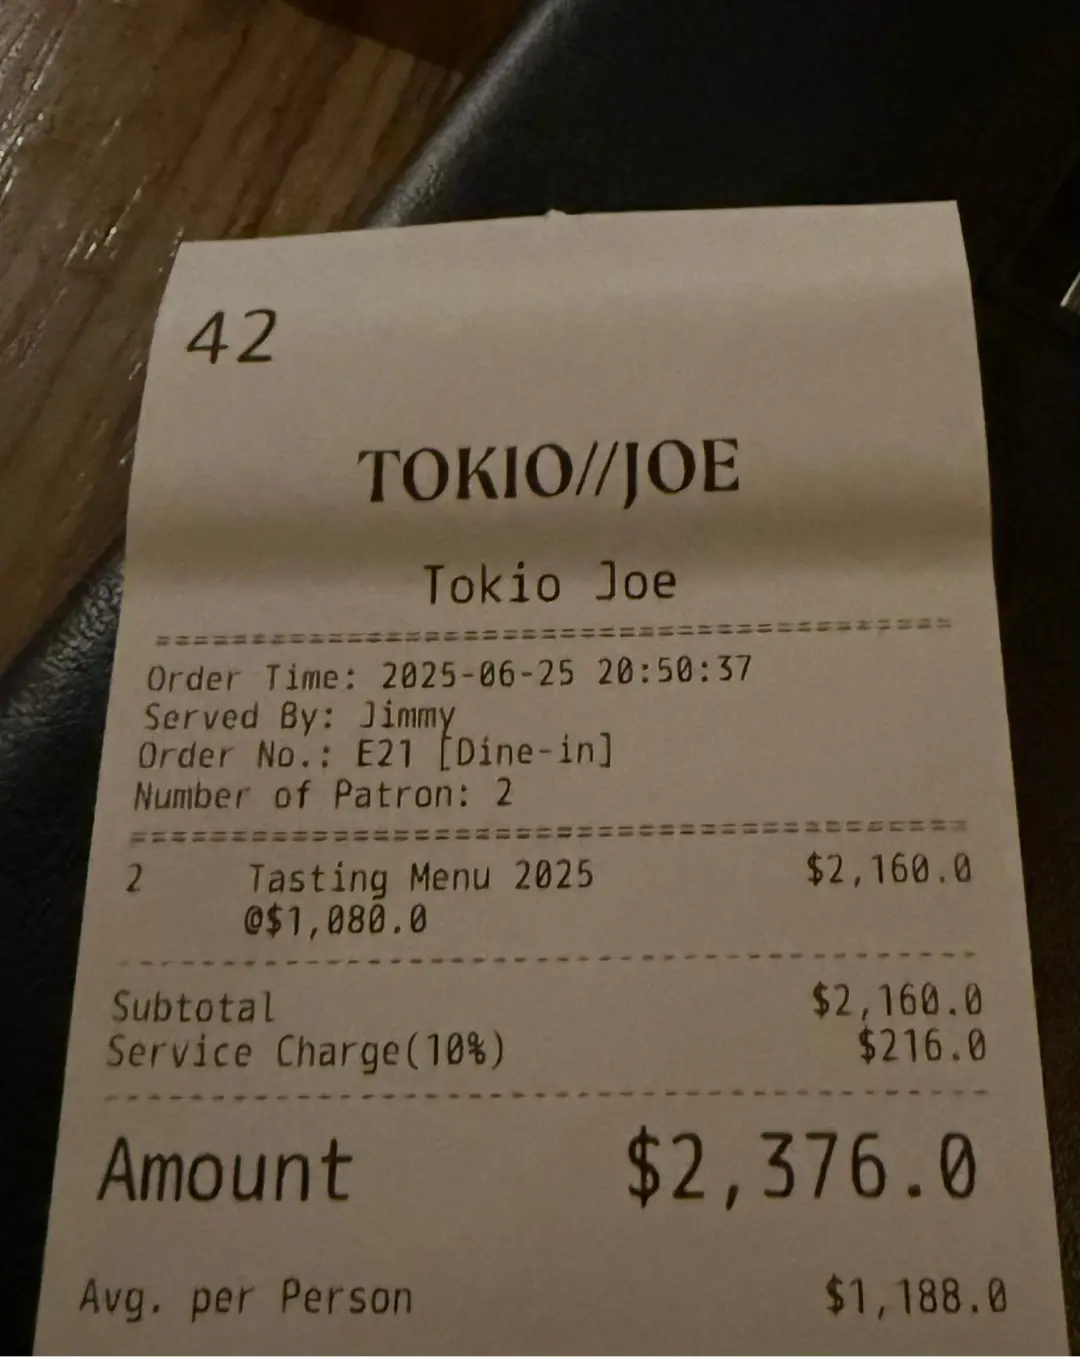 42
TOKIO//JOE
Tokio Joe
=========================================
Order Time: 2025-06-25 20:50:37
Served By: Jimmy
Order No.: E21 [Dine-in]
Number of Patron: 2
=========================================
2 Tasting Menu 2025 $2,160.0
@$1,080.0
-----------------------------------------
Subtotal $2,160.0
Service Charge(10%) $216.0
-----------------------------------------
Amount $2,376.0
Avg. per Person $1,188.0